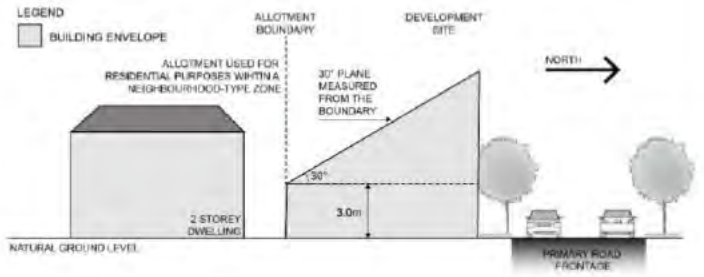 LEGEND
BUILDING ENVELOPE
ALLOTMENT
BOUNDARY
DEVELOPMENT
SITE
ALLOTMENT USED FOR
RESIDENTIAL PURPOSES WIHTIN A
NEIGHBOURHOOD-TYPE ZONE
30° PLANE
MEASURED
FROM THE
BOUNDARY
NORTH
30°
3.0m
2 STOREY
DWELLING
NATURAL GROUND LEVEL
PRIMARY ROAD
FRONTAGE